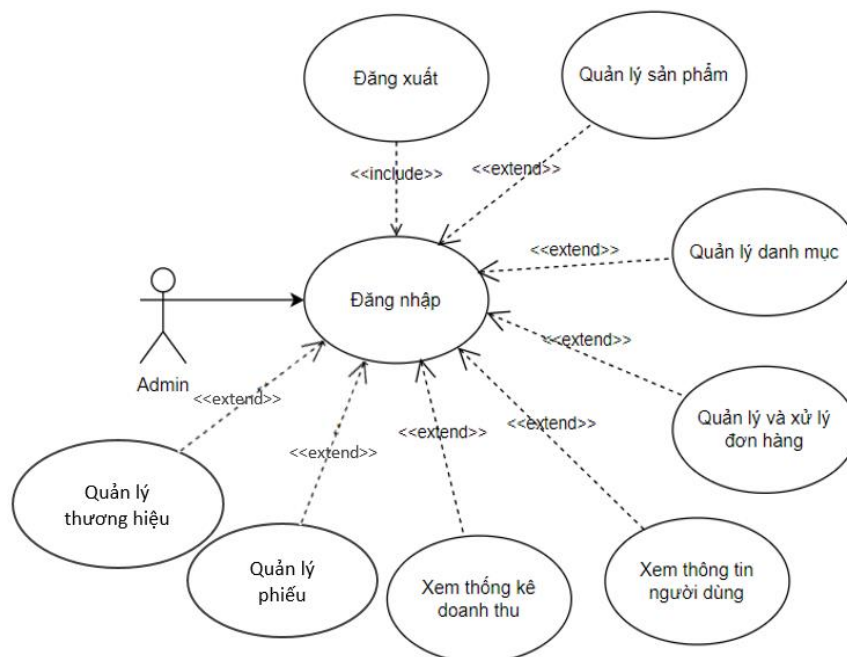 Đăng xuất
Quản lý sản phẩm
<<include>>
<<extend>>
<<extend>>
Quản lý danh mục
Đăng nhập
<<extend>>
Admin
<<extend>>
<<extend>>
<<extend>>
<<extend>>
Quản lý và xử lý
đơn hàng
Quản lý
thương hiệu
Quản lý
phiếu
Xem thống kê
doanh thu
Xem thông tin
người dùng